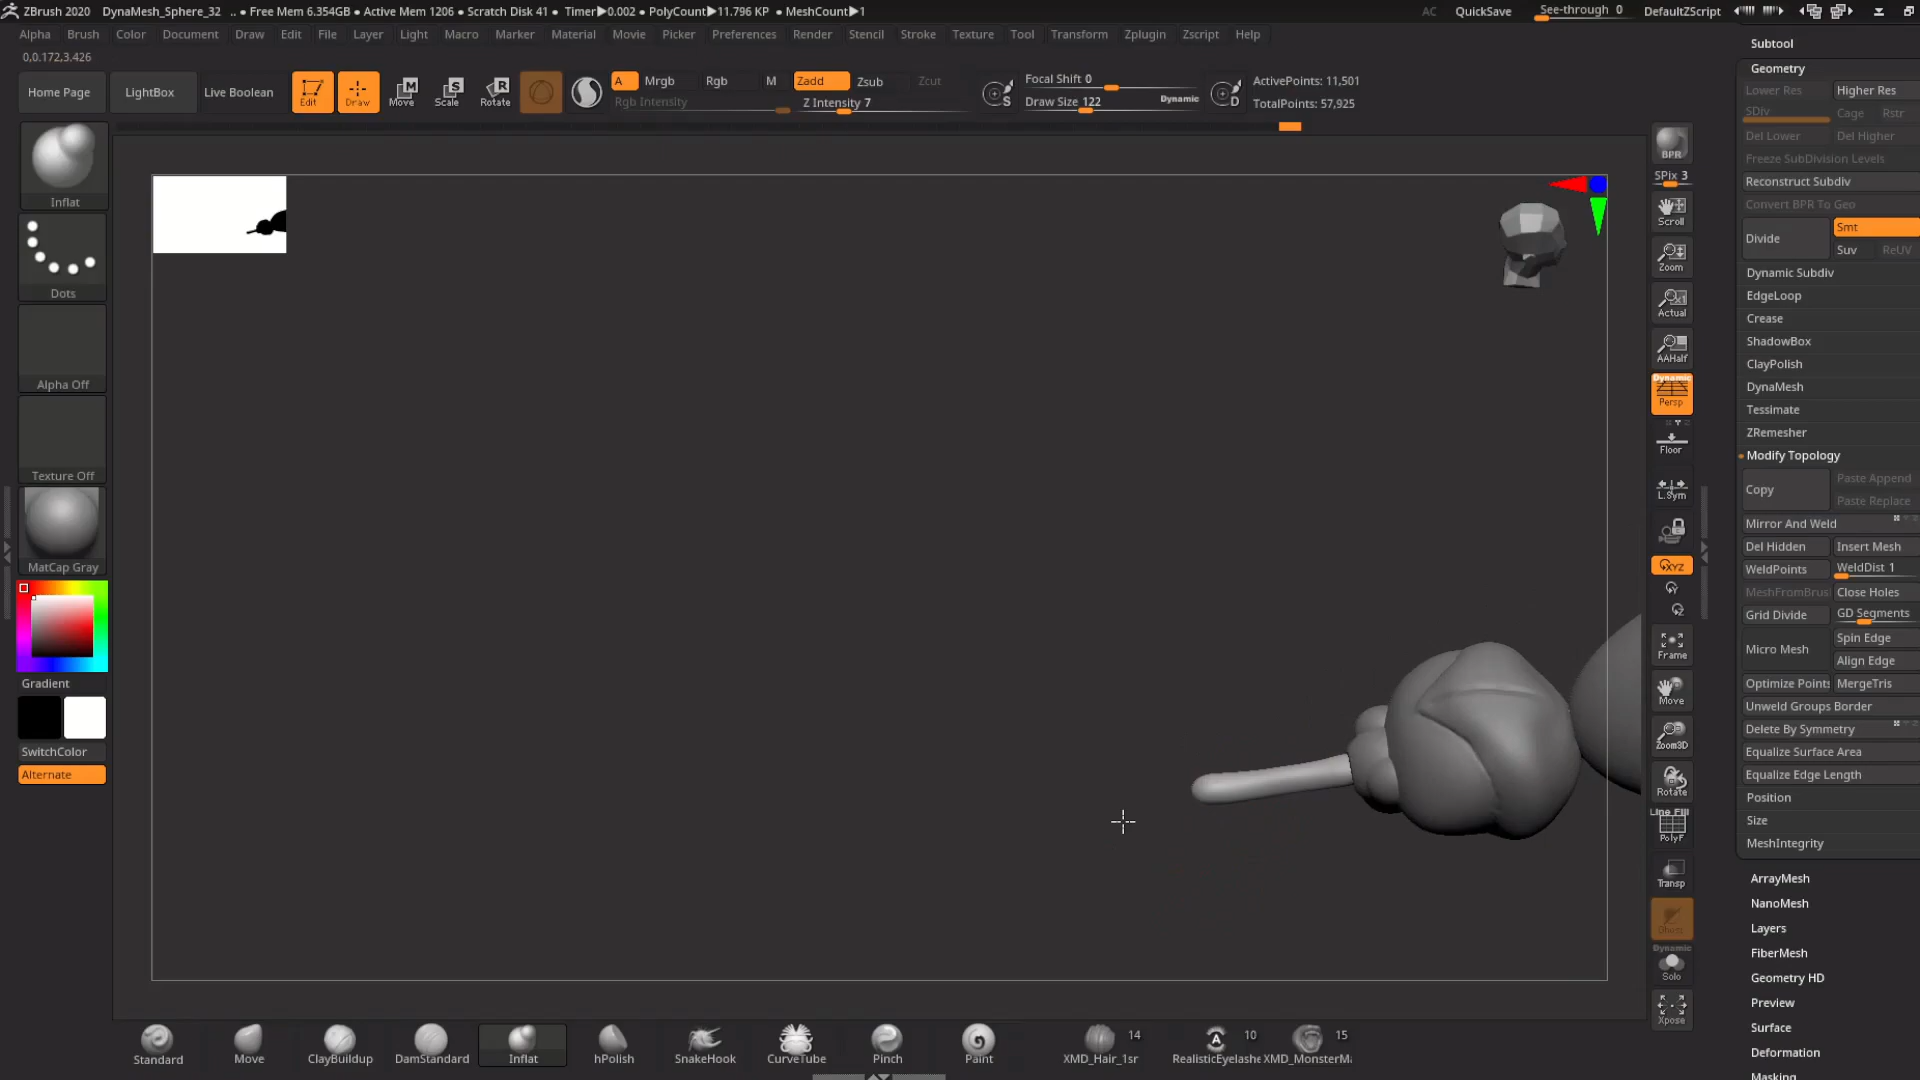 ZBrush 2020 DynaMesh_Sphere_32 .. • Free Mem 6.354GB • Active Mem 1206 • Scratch Disk 41 • Timer▶0.002 • PolyCount▶11.796 KP • MeshCount▶1 AC QuickSave See-through 0 DefaultZScript
Alpha Brush Color Document Draw Edit File Layer Light Macro Marker Material Movie Picker Preferences Render Stencil Stroke Texture Tool Transform Zplugin Zscript Help
0,0.172,3.426
Home Page LightBox Live Boolean Edit Draw Move Scale Rotate
A Mrgb Rgb M Zadd Zsub Zcut
Rgb Intensity Z Intensity 7
S Focal Shift 0
Draw Size 122 Dynamic D
ActivePoints: 11,501
TotalPoints: 57,925
Inflat
Dots
Alpha Off
Texture Off
MatCap Gray
Gradient
SwitchColor
Alternate
BPR
SPix 3
Scroll
Zoom
Actual
AAHalf
Dynamic
Persp
Floor
L.Sym
XYZ
Frame
Move
Zoom3D
Rotate
Line Fill
PolyF
Transp
Ghost
Dynamic
Solo
Xpose
Subtool
Geometry
Lower Res Higher Res
SDiv Cage Rstr
Del Lower Del Higher
Freeze SubDivision Levels
Reconstruct Subdiv
Convert BPR To Geo
Divide Smt
Suv ReUV
Dynamic Subdiv
EdgeLoop
Crease
ShadowBox
ClayPolish
DynaMesh
Tessimate
ZRemesher
Modify Topology
Copy Paste Append
Paste Replace
Mirror And Weld
Del Hidden Insert Mesh
WeldPoints WeldDist 1
MeshFromBrus Close Holes
Grid Divide GD Segments
Micro Mesh Spin Edge
Align Edge
Optimize Points MergeTris
Unweld Groups Border
Delete By Symmetry
Equalize Surface Area
Equalize Edge Length
Position
Size
MeshIntegrity
ArrayMesh
NanoMesh
Layers
FiberMesh
Geometry HD
Preview
Surface
Deformation
Masking
Standard Move ClayBuildup DamStandard Inflat hPolish SnakeHook CurveTube Pinch Paint XMD_Hair_1sr 14 RealisticEyelashe 10 XMD_MonsterMa 15